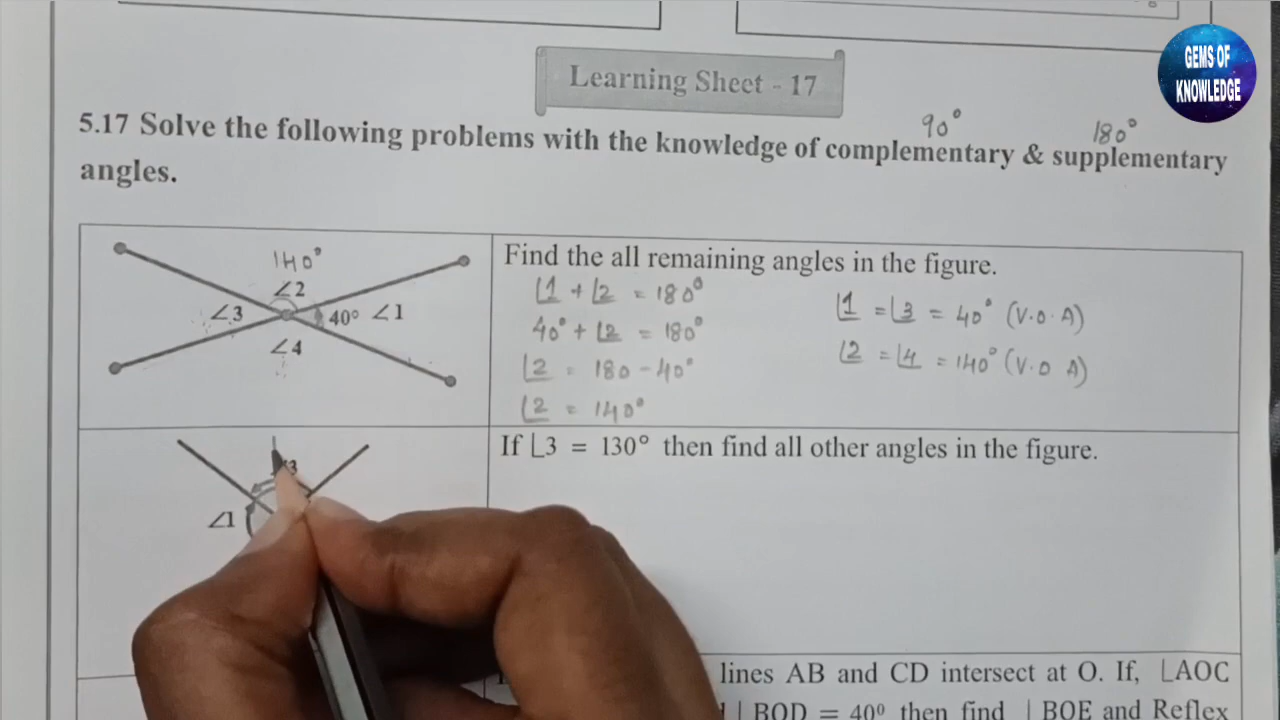 GEMS OF
KNOWLEDGE
Learning Sheet - 17
90° 180°
5.17 Solve the following problems with the knowledge of complementary & supplementary
angles.
140°
∠2
∠3
40° ∠1
∠4
Find the all remaining angles in the figure.
∟1 + ∟2 = 180°
40° + ∟2 = 180°
∟2 = 180 - 40°
∟2 = 140°
∟1 = ∟3 = 40° (V.O.A)
∟2 = ∟4 = 140° (V.O A)
3
∠1
If ∟3 = 130° then find all other angles in the figure.
lines AB and CD intersect at O. If, ∟AOC
∟BOD = 40° then find ∟BOE and Reflex